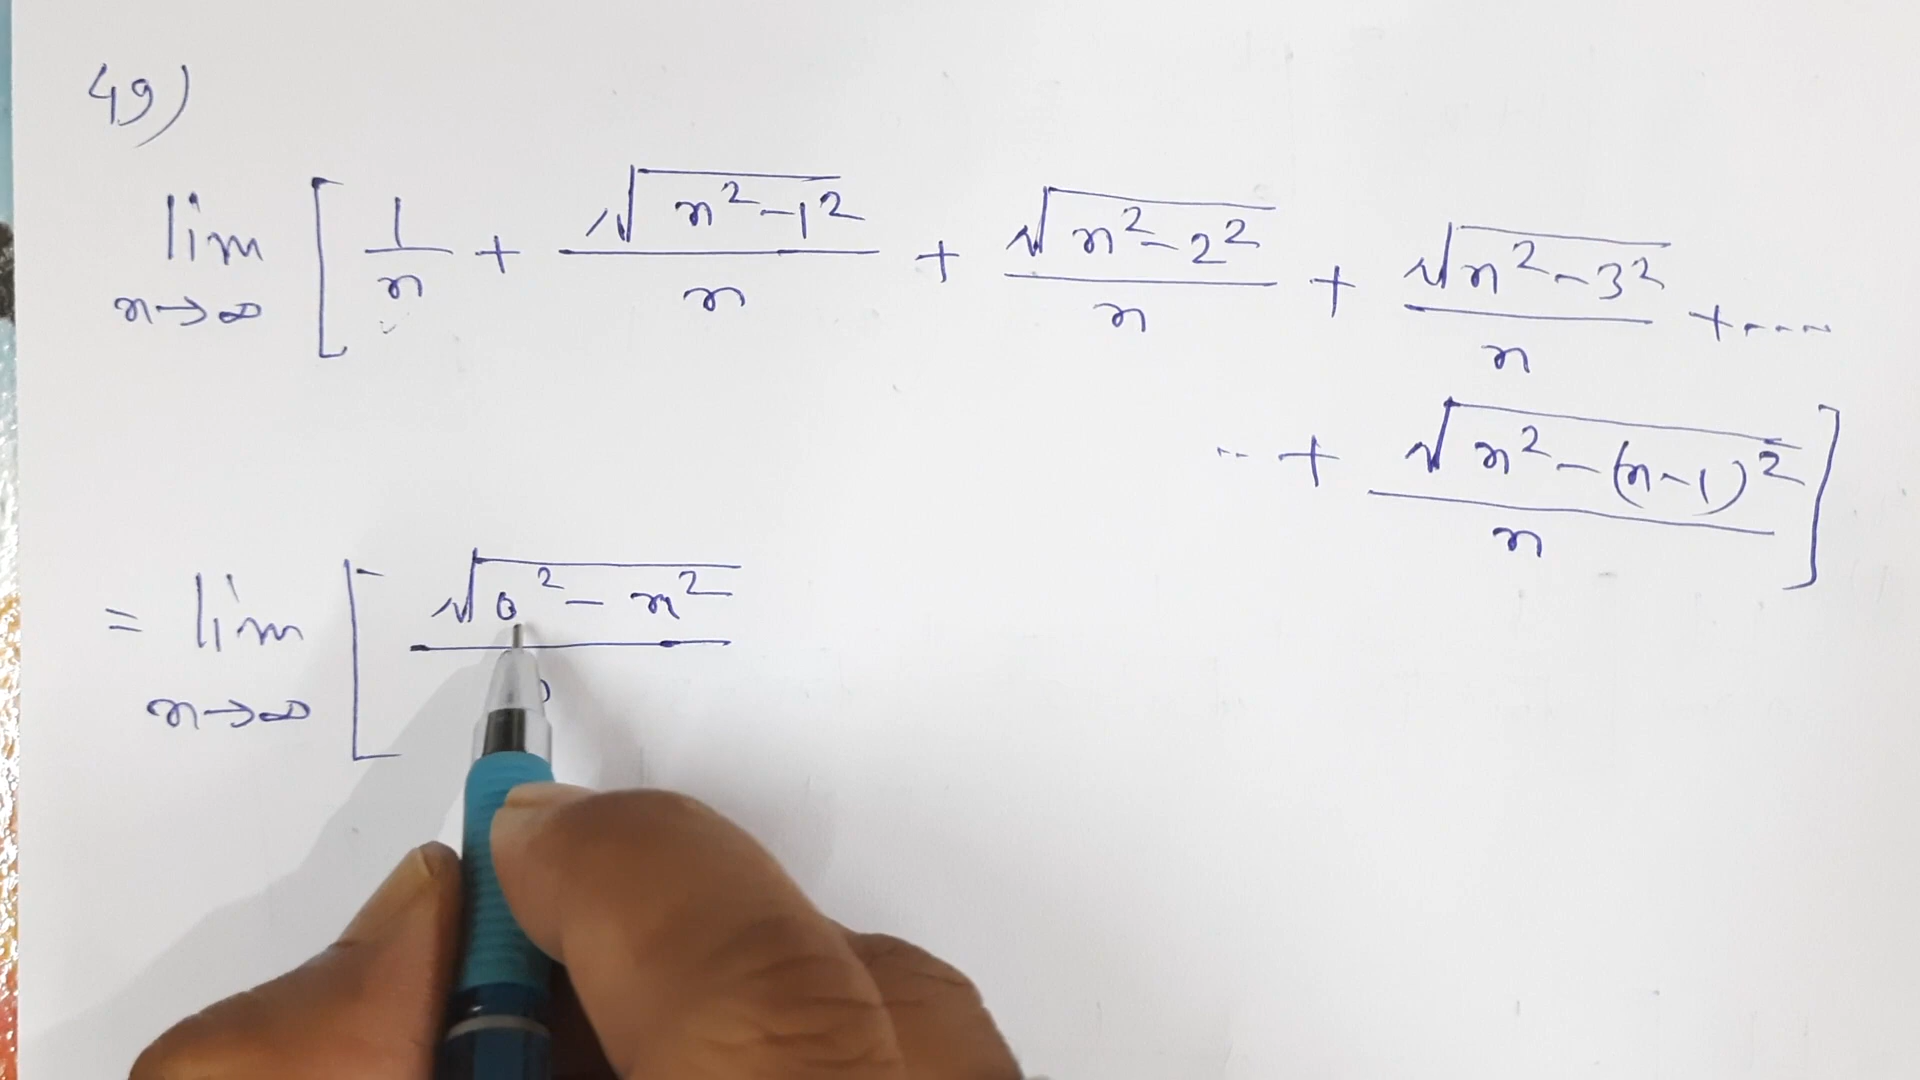 49)
lim n→∞ [ 1/n + √(n²-1²)/n + √(n²-2²)/n + √(n²-3²)/n + ....
.. + √(n²-(n-1)²)/n ]
= lim n→∞ [ √(0²-n²)/